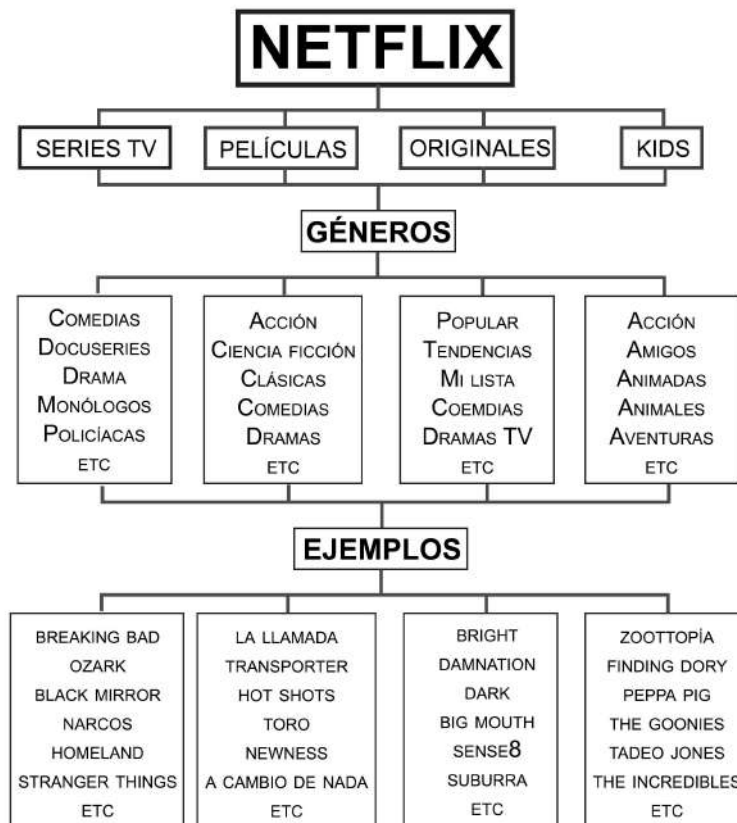 NETFLIX
SERIES TV
PELÍCULAS
ORIGINALES
KIDS
GÉNEROS
COMEDIAS
DOCUSERIES
DRAMA
MONÓLOGOS
POLICÍACAS
ETC
ACCIÓN
CIENCIA FICCIÓN
CLÁSICAS
COMEDIAS
DRAMAS
ETC
POPULAR
TENDENCIAS
MI LISTA
COEMDIAS
DRAMAS TV
ETC
ACCIÓN
AMIGOS
ANIMADAS
ANIMALES
AVENTURAS
ETC
EJEMPLOS
BREAKING BAD
OZARK
BLACK MIRROR
NARCOS
HOMELAND
STRANGER THINGS
ETC
LA LLAMADA
TRANSPORTER
HOT SHOTS
TORO
NEWNESS
A CAMBIO DE NADA
ETC
BRIGHT
DAMNATION
DARK
BIG MOUTH
SENSE8
SUBURRA
ETC
ZOOTTOPÍA
FINDING DORY
PEPPA PIG
THE GOONIES
TADEO JONES
THE INCREDIBLES
ETC